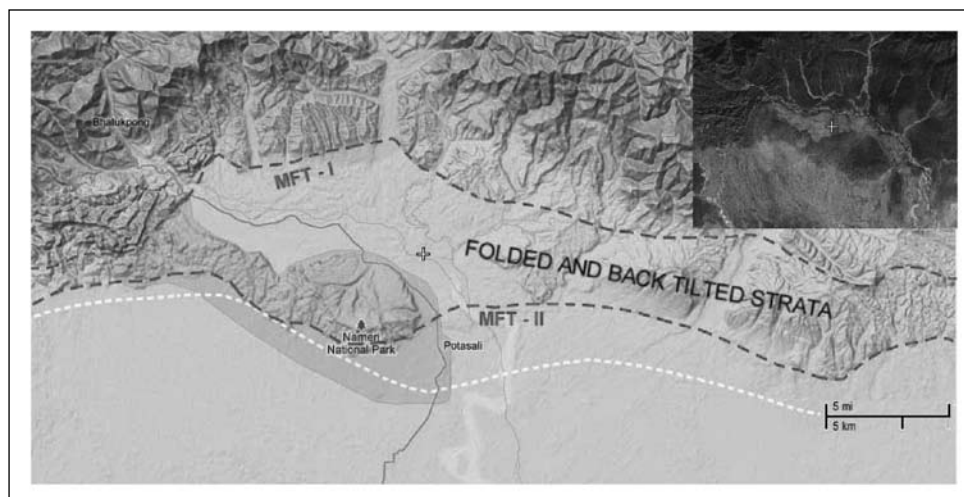 Bhalukpong
MFT - I
FOLDED AND BACK TILTED STRATA
MFT - II
Nameri
National Park
Potasali
5 mi
5 km